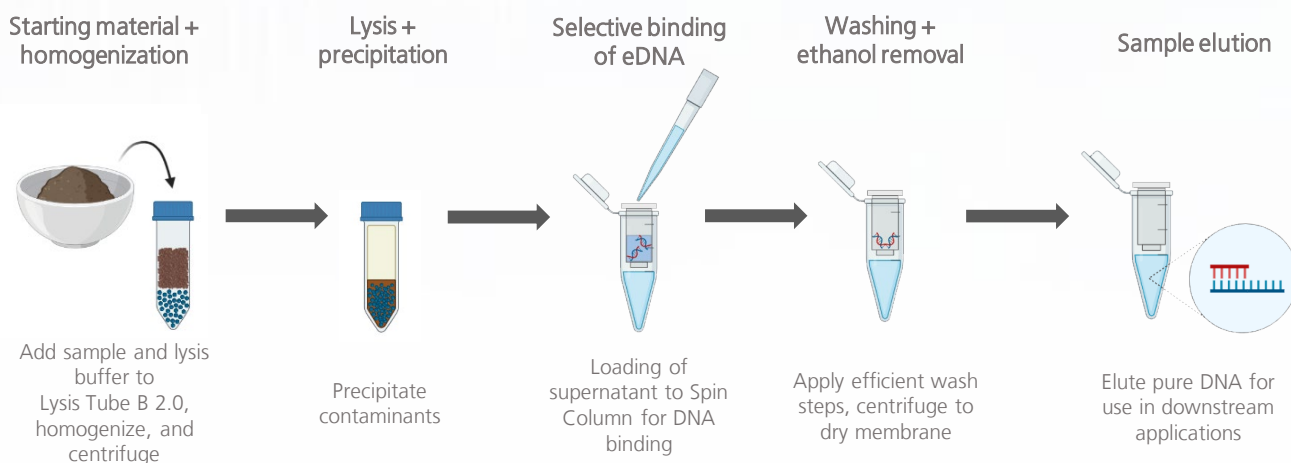 Starting material +
homogenization
Lysis +
precipitation
Selective binding
of eDNA
Washing +
ethanol removal
Sample elution
Add sample and lysis
buffer to
Lysis Tube B 2.0,
homogenize, and
centrifuge
Precipitate
contaminants
Loading of
supernatant to Spin
Column for DNA
binding
Apply efficient wash
steps, centrifuge to
dry membrane
Elute pure DNA for
use in downstream
applications